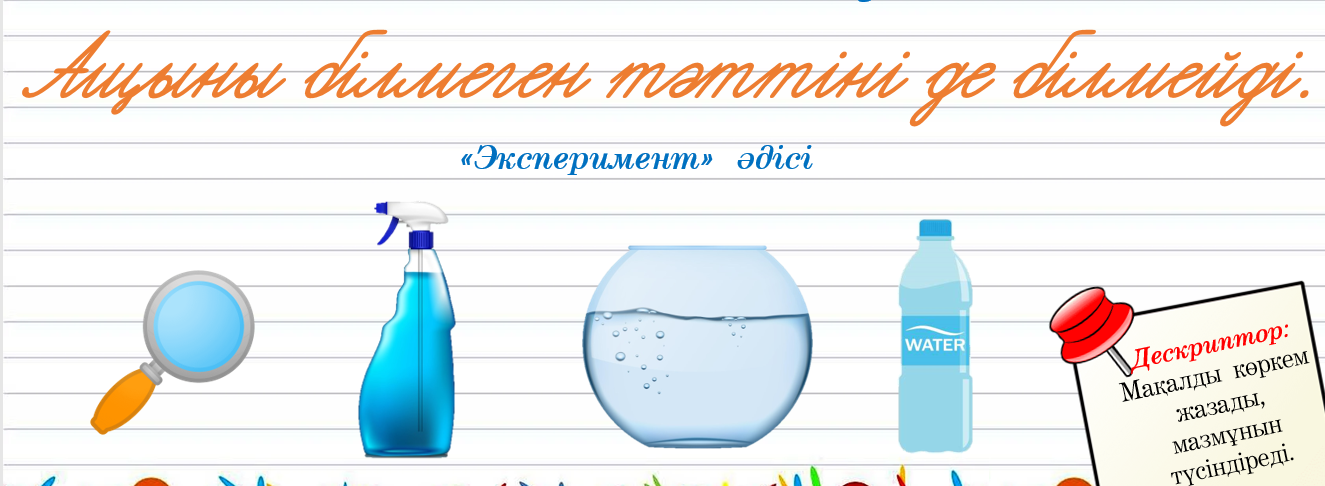 Ащыны білмеген тәттіні де білмейді.
«Эксперимент» әдісі
WATER
Дескриптор:
Мақалды көркем
жазады,
мазмұнын
түсіндіреді.